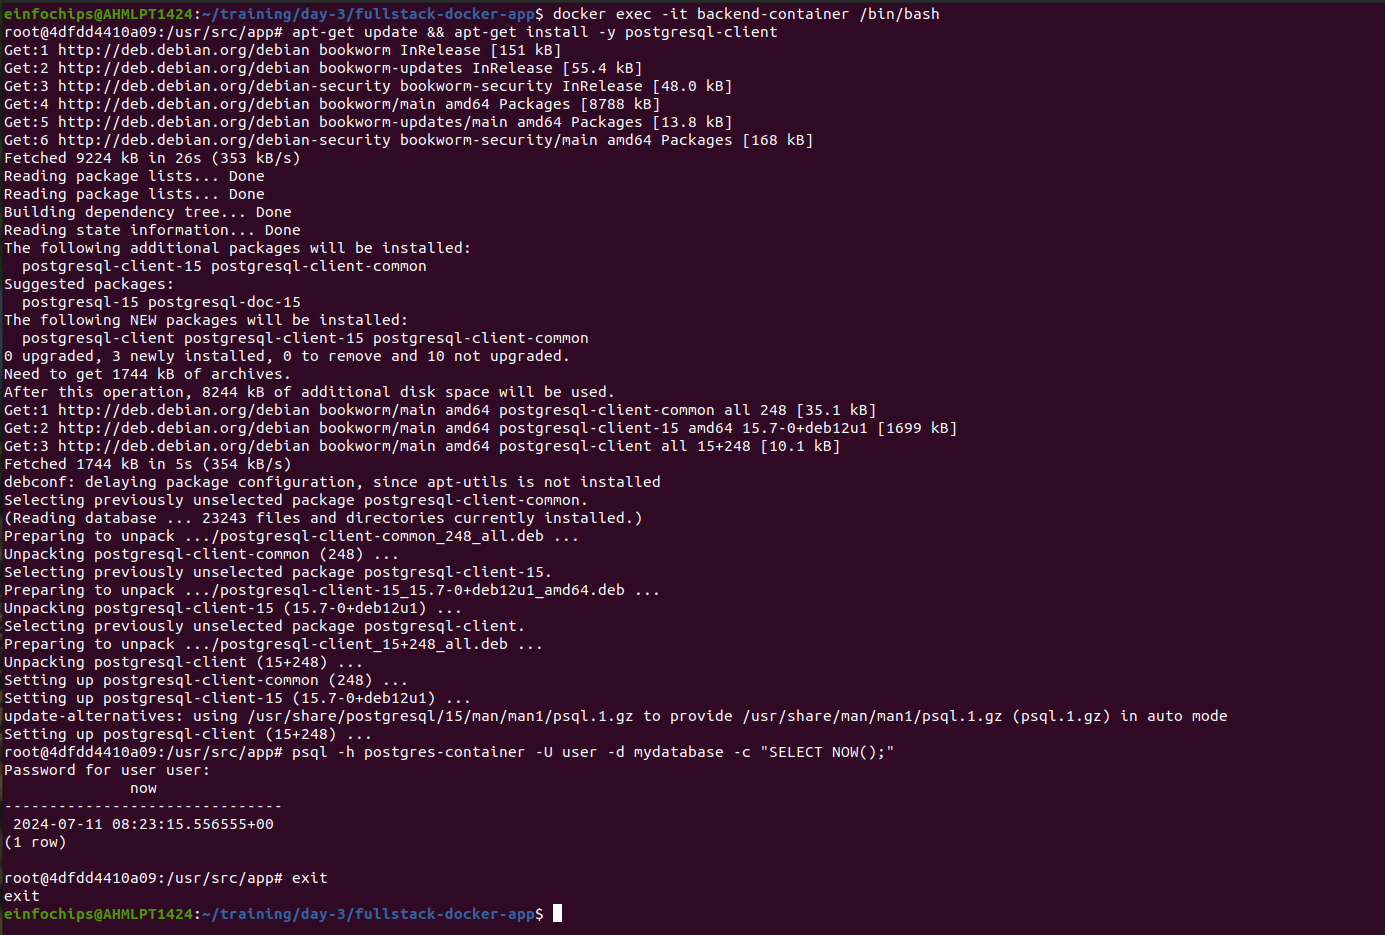 einfochips@AHMLPT1424:~/training/day-3/fullstack-docker-app$ docker exec -it backend-container /bin/bash
root@4dfdd4410a09:/usr/src/app# apt-get update && apt-get install -y postgresql-client
Get:1 http://deb.debian.org/debian bookworm InRelease [151 kB]
Get:2 http://deb.debian.org/debian bookworm-updates InRelease [55.4 kB]
Get:3 http://deb.debian.org/debian-security bookworm-security InRelease [48.0 kB]
Get:4 http://deb.debian.org/debian bookworm/main amd64 Packages [8788 kB]
Get:5 http://deb.debian.org/debian bookworm-updates/main amd64 Packages [13.8 kB]
Get:6 http://deb.debian.org/debian-security bookworm-security/main amd64 Packages [168 kB]
Fetched 9224 kB in 26s (353 kB/s)
Reading package lists... Done
Reading package lists... Done
Building dependency tree... Done
Reading state information... Done
The following additional packages will be installed:
  postgresql-client-15 postgresql-client-common
Suggested packages:
  postgresql-15 postgresql-doc-15
The following NEW packages will be installed:
  postgresql-client postgresql-client-15 postgresql-client-common
0 upgraded, 3 newly installed, 0 to remove and 10 not upgraded.
Need to get 1744 kB of archives.
After this operation, 8244 kB of additional disk space will be used.
Get:1 http://deb.debian.org/debian bookworm/main amd64 postgresql-client-common all 248 [35.1 kB]
Get:2 http://deb.debian.org/debian bookworm/main amd64 postgresql-client-15 amd64 15.7-0+deb12u1 [1699 kB]
Get:3 http://deb.debian.org/debian bookworm/main amd64 postgresql-client all 15+248 [10.1 kB]
Fetched 1744 kB in 5s (354 kB/s)
debconf: delaying package configuration, since apt-utils is not installed
Selecting previously unselected package postgresql-client-common.
(Reading database ... 23243 files and directories currently installed.)
Preparing to unpack .../postgresql-client-common_248_all.deb ...
Unpacking postgresql-client-common (248) ...
Selecting previously unselected package postgresql-client-15.
Preparing to unpack .../postgresql-client-15_15.7-0+deb12u1_amd64.deb ...
Unpacking postgresql-client-15 (15.7-0+deb12u1) ...
Selecting previously unselected package postgresql-client.
Preparing to unpack .../postgresql-client_15+248_all.deb ...
Unpacking postgresql-client (15+248) ...
Setting up postgresql-client-common (248) ...
Setting up postgresql-client-15 (15.7-0+deb12u1) ...
update-alternatives: using /usr/share/postgresql/15/man/man1/psql.1.gz to provide /usr/share/man/man1/psql.1.gz (psql.1.gz) in auto mode
Setting up postgresql-client (15+248) ...
root@4dfdd4410a09:/usr/src/app# psql -h postgres-container -U user -d mydatabase -c "SELECT NOW();"
Password for user user:
              now
-------------------------------
 2024-07-11 08:23:15.556555+00
(1 row)

root@4dfdd4410a09:/usr/src/app# exit
exit
einfochips@AHMLPT1424:~/training/day-3/fullstack-docker-app$